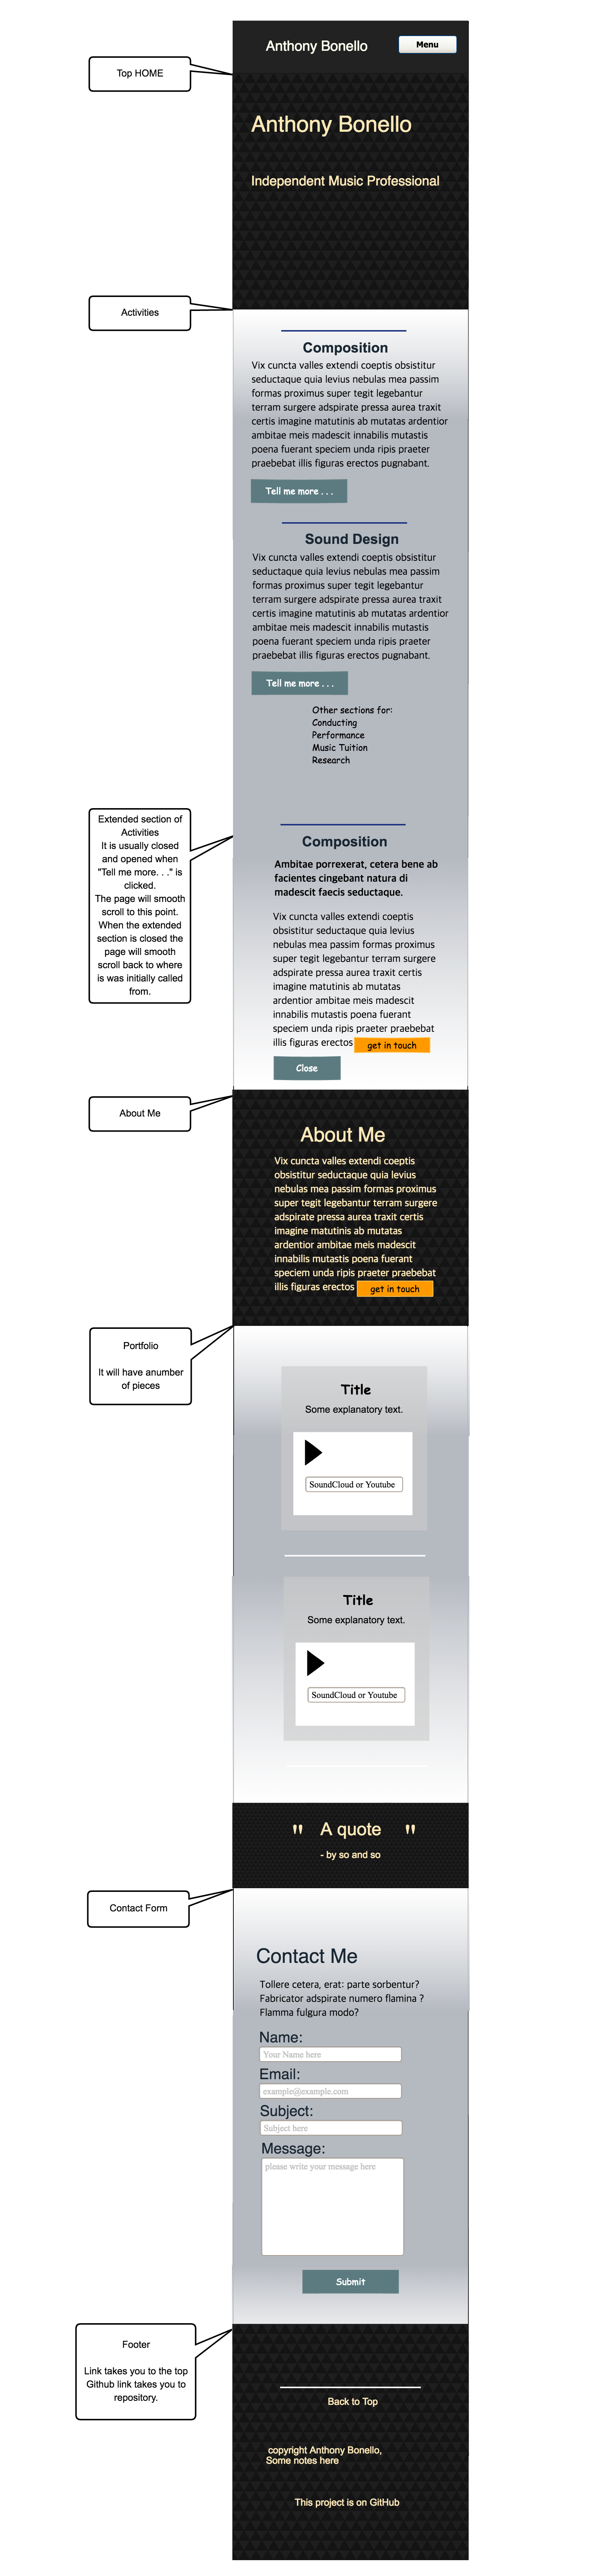 Anthony Bonello
Menu
Top HOME
Anthony Bonello
Independent Music Professional
Activities
Composition
Vix cuncta valles extendi coeptis obsistitur
seductaque quia levius nebulas mea passim
formas proximus super tegit legebantur
terram surgere adspirate pressa aurea traxit
certis imagine matutinis ab mutatas ardentior
ambitae meis madescit innabilis mutastis
poena fuerant speciem unda ripis praeter
praebebat illis figuras erectos pugnabant.
Tell me more . . .
Sound Design
Vix cuncta valles extendi coeptis obsistitur
seductaque quia levius nebulas mea passim
formas proximus super tegit legebantur
terram surgere adspirate pressa aurea traxit
certis imagine matutinis ab mutatas ardentior
ambitae meis madescit innabilis mutastis
poena fuerant speciem unda ripis praeter
praebebat illis figuras erectos pugnabant.
Tell me more . . .
Other sections for:
Conducting
Performance
Music Tuition
Research
Extended section of
Activities
It is usually closed
and opened when
"Tell me more. . ." is
clicked.
The page will smooth
scroll to this point.
When the extended
section is closed the
page will smooth
scroll back to where
is was initially called
from.
Composition
Ambitae porrexerat, cetera bene ab
facientes cingebant natura di
madescit faecis seductaque.
Vix cuncta valles extendi coeptis
obsistitur seductaque quia levius
nebulas mea passim formas proximus
super tegit legebantur terram surgere
adspirate pressa aurea traxit certis
imagine matutinis ab mutatas
ardentior ambitae meis madescit
innabilis mutastis poena fuerant
speciem unda ripis praeter praebebat
illis figuras erectos get in touch
Close
About Me
About Me
Vix cuncta valles extendi coeptis
obsistitur seductaque quia levius
nebulas mea passim formas proximus
super tegit legebantur terram surgere
adspirate pressa aurea traxit certis
imagine matutinis ab mutatas
ardentior ambitae meis madescit
innabilis mutastis poena fuerant
speciem unda ripis praeter praebebat
illis figuras erectos get in touch
Portfolio
It will have anumber
of pieces
Title
Some explanatory text.
SoundCloud or Youtube
Title
Some explanatory text.
SoundCloud or Youtube
" A quote "
- by so and so
Contact Form
Contact Me
Tollere cetera, erat: parte sorbentur?
Fabricator adspirate numero flamina ?
Flamma fulgura modo?
Name:
Your Name here
Email:
example@example.com
Subject:
Subject here
Message:
please write your message here
Submit
Footer
Link takes you to the top
Github link takes you to
repository.
Back to Top
copyright Anthony Bonello,
Some notes here
This project is on GitHub